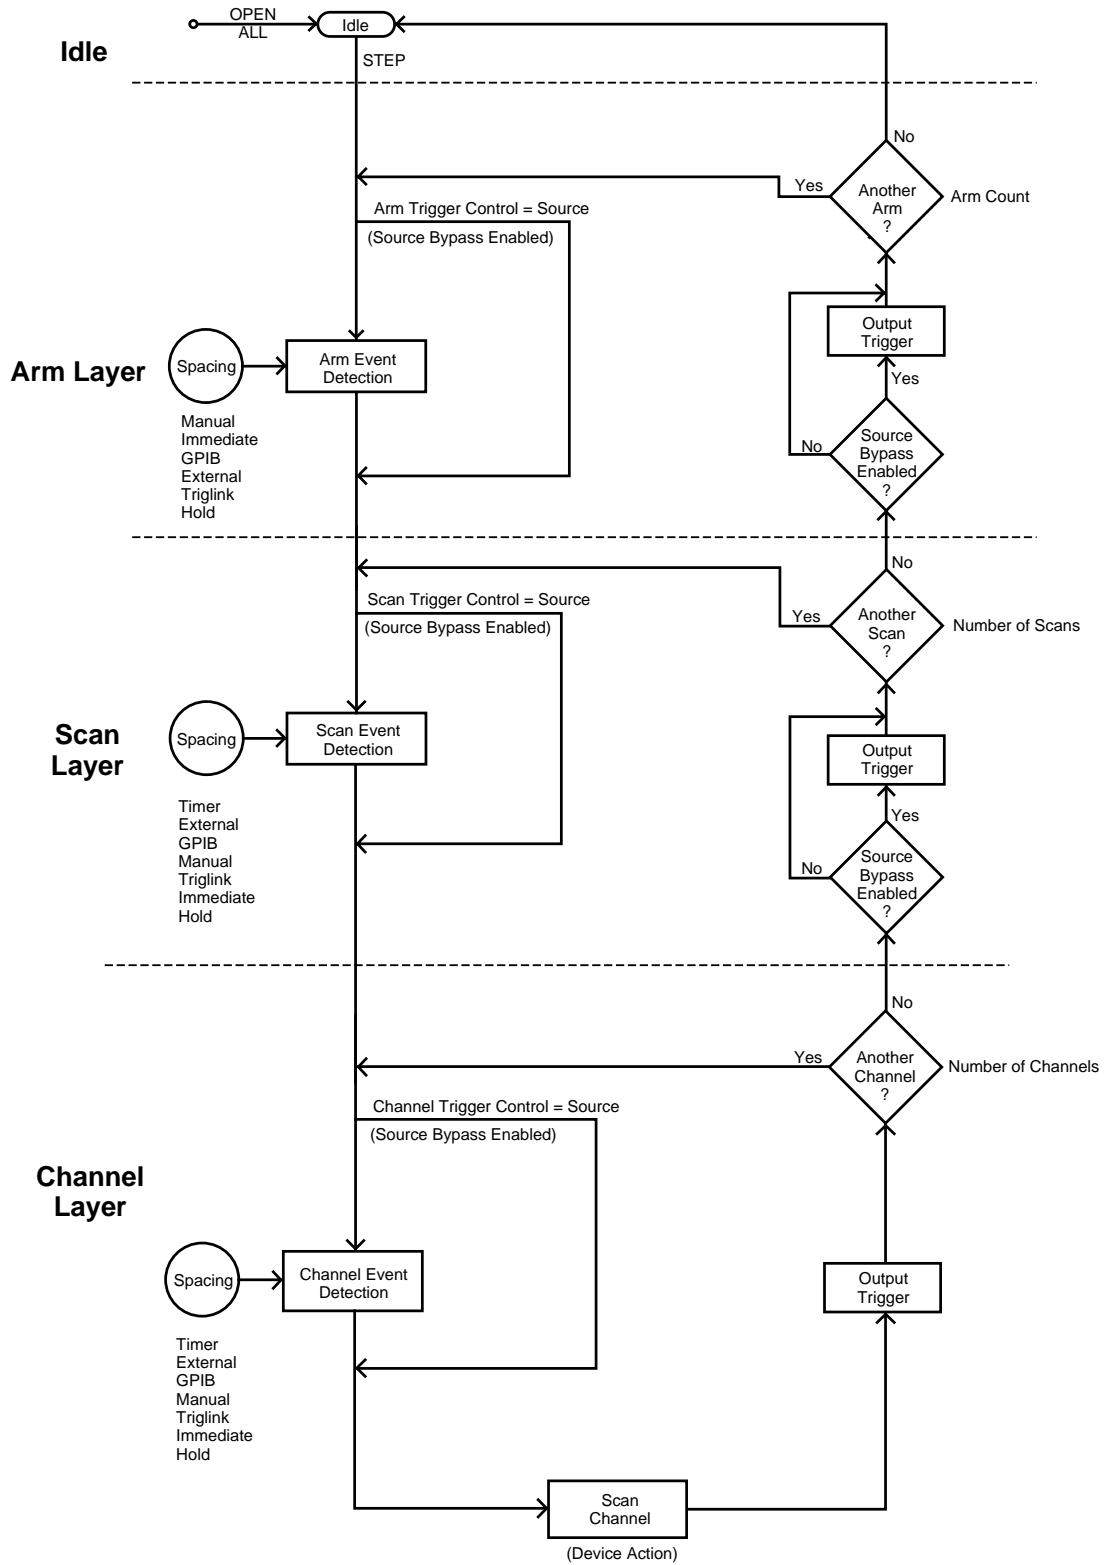 OPEN
ALL
Idle
Idle
STEP
No
Yes
Another
Arm
?
Arm Count
Arm Trigger Control = Source
(Source Bypass Enabled)
Output
Trigger
Yes
Arm Layer
Spacing
Arm Event
Detection
Manual
Immediate
GPIB
External
Triglink
Hold
No
Source
Bypass
Enabled
?
No
Yes
Another
Scan
?
Number of Scans
Scan Trigger Control = Source
(Source Bypass Enabled)
Scan
Layer
Spacing
Scan Event
Detection
Output
Trigger
Yes
Timer
External
GPIB
Manual
Triglink
Immediate
Hold
No
Source
Bypass
Enabled
?
No
Yes
Another
Channel
?
Number of Channels
Channel Trigger Control = Source
(Source Bypass Enabled)
Channel
Layer
Spacing
Channel Event
Detection
Output
Trigger
Timer
External
GPIB
Manual
Triglink
Immediate
Hold
Scan
Channel
(Device Action)